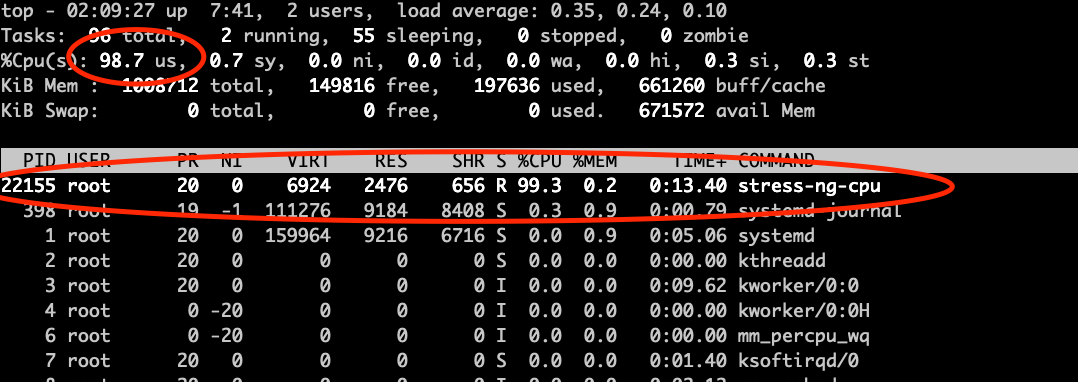 top - 02:09:27 up  7:41,  2 users,  load average: 0.35, 0.24, 0.10
Tasks:  96 total,   2 running,  55 sleeping,   0 stopped,   0 zombie
%Cpu(s): 98.7 us,  0.7 sy,  0.0 ni,  0.0 id,  0.0 wa,  0.0 hi,  0.3 si,  0.3 st
KiB Mem :  1008712 total,   149816 free,   197636 used,   661260 buff/cache
KiB Swap:        0 total,        0 free,        0 used.   671572 avail Mem
PID USER PR NI VIRT RES SHR S %CPU %MEM TIME+ COMMAND
22155 root 20 0 6924 2476 656 R 99.3 0.2 0:13.40 stress-ng-cpu
398 root 19 -1 111276 9184 8408 S 0.3 0.9 0:00.79 systemd-journal
1 root 20 0 159964 9216 6716 S 0.0 0.9 0:05.06 systemd
2 root 20 0 0 0 0 S 0.0 0.0 0:00.00 kthreadd
3 root 20 0 0 0 0 I 0.0 0.0 0:09.62 kworker/0:0
4 root 0 -20 0 0 0 I 0.0 0.0 0:00.00 kworker/0:0H
6 root 0 -20 0 0 0 I 0.0 0.0 0:00.00 mm_percpu_wq
7 root 20 0 0 0 0 S 0.0 0.0 0:01.40 ksoftirqd/0